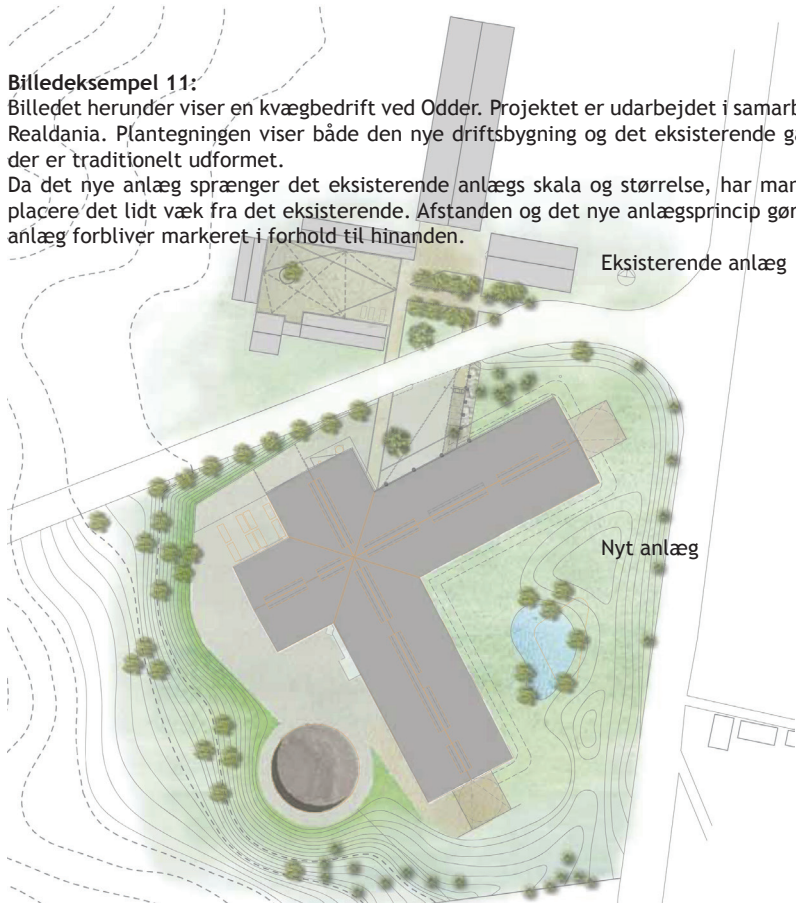 Billedeksempel 11:
Billedet herunder viser en kvægbedrift ved Odder. Projektet er udarbejdet i samarb
Realdania. Plantegningen viser både den nye driftsbygning og det eksisterende
der er traditionelt udformet.
Da det nye anlæg sprænger det eksisterende anlægs skala og størrelse, har man
placere det lidt væk fra det eksisterende. Afstanden og det nye anlægsprincip gør
anlæg forbliver markeret i forhold til hinanden.
Eksisterende anlæg
Nyt anlæg